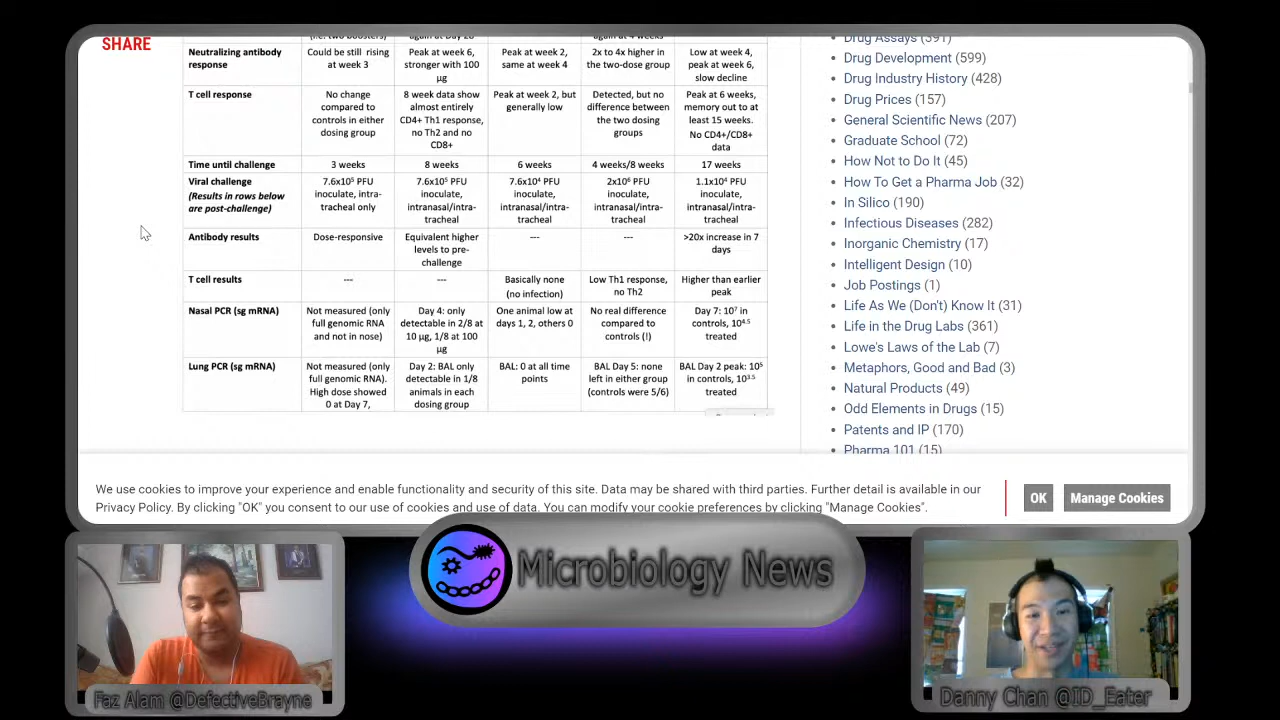 SHARE
(i.e. two boosters)
again at Day 28
again at 4 weeks
Neutralizing antibody
response
Could be still rising
at week 3
Peak at week 6,
stronger with 100
µg
Peak at week 2,
same at week 4
2x to 4x higher in
the two-dose group
Low at week 4,
peak at week 6,
slow decline
T cell response
No change
compared to
controls in either
dosing group
8 week data show
almost entirely
CD4+ Th1 response,
no Th2 and no
CD8+
Peak at week 2, but
generally low
Detected, but no
difference between
the two dosing
groups
Peak at 6 weeks,
memory out to at
least 15 weeks.
No CD4+/CD8+
data
Time until challenge
3 weeks
8 weeks
6 weeks
4 weeks/8 weeks
17 weeks
Viral challenge
(Results in rows below
are post-challenge)
7.6x10⁵ PFU
inoculate, intra-
tracheal only
7.6x10⁵ PFU
inoculate,
intranasal/intra-
tracheal
7.6x10⁴ PFU
inoculate,
intranasal/intra-
tracheal
2x10⁶ PFU
inoculate,
intranasal/intra-
tracheal
1.1x10⁴ PFU
inoculate,
intranasal/intra-
tracheal
Antibody results
Dose-responsive
Equivalent higher
levels to pre-
challenge
---
---
>20x increase in 7
days
T cell results
---
---
Basically none
(no infection)
Low Th1 response,
no Th2
Higher than earlier
peak
Nasal PCR (sg mRNA)
Not measured (only
full genomic RNA
and not in nose)
Day 4: only
detectable in 2/8 at
10 µg, 1/8 at 100
µg
One animal low at
days 1, 2, others 0
No real difference
compared to
controls (!)
Day 7: 10⁷ in
controls, 10⁴·⁵
treated
Lung PCR (sg mRNA)
Not measured (only
full genomic RNA).
High dose showed
0 at Day 7,
Day 2: BAL only
detectable in 1/8
animals in each
dosing group
BAL: 0 at all time
points
BAL Day 5: none
left in either group
(controls were 5/6)
BAL Day 2 peak: 10⁵
in controls, 10³·⁵
treated
Drug Assays (391)
Drug Development (599)
Drug Industry History (428)
Drug Prices (157)
General Scientific News (207)
Graduate School (72)
How Not to Do It (45)
How To Get a Pharma Job (32)
In Silico (190)
Infectious Diseases (282)
Inorganic Chemistry (17)
Intelligent Design (10)
Job Postings (1)
Life As We (Don't) Know It (31)
Life in the Drug Labs (361)
Lowe's Laws of the Lab (7)
Metaphors, Good and Bad (3)
Natural Products (49)
Odd Elements in Drugs (15)
Patents and IP (170)
Pharma 101 (15)
We use cookies to improve your experience and enable functionality and security of this site. Data may be shared with third parties. Further detail is available in our
Privacy Policy. By clicking "OK" you consent to our use of cookies and use of data. You can modify your cookie preferences by clicking "Manage Cookies".
OK
Manage Cookies
Microbiology News
Faz Alam @DefectiveBrayne
Danny Chan @ID_Eater